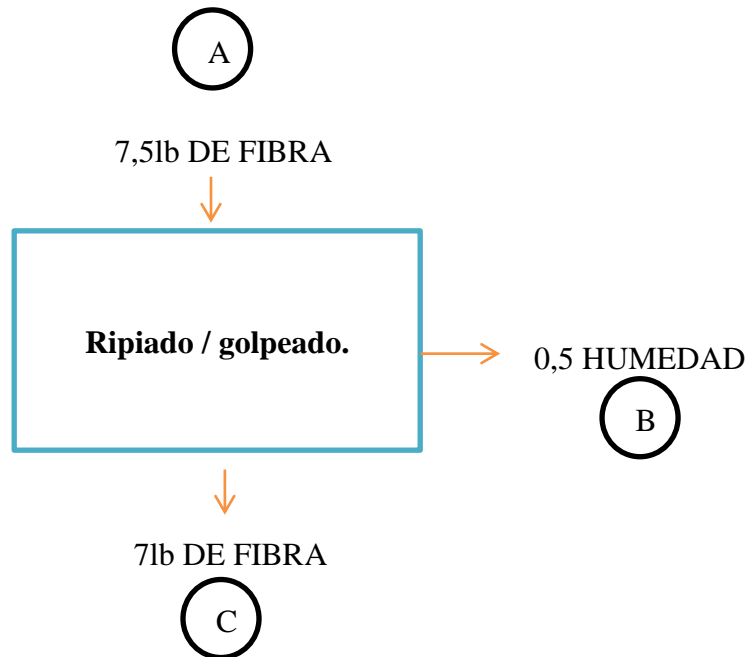 A
7,5lb DE FIBRA
Ripiado / golpeado.
0,5 HUMEDAD
B
7lb DE FIBRA
C